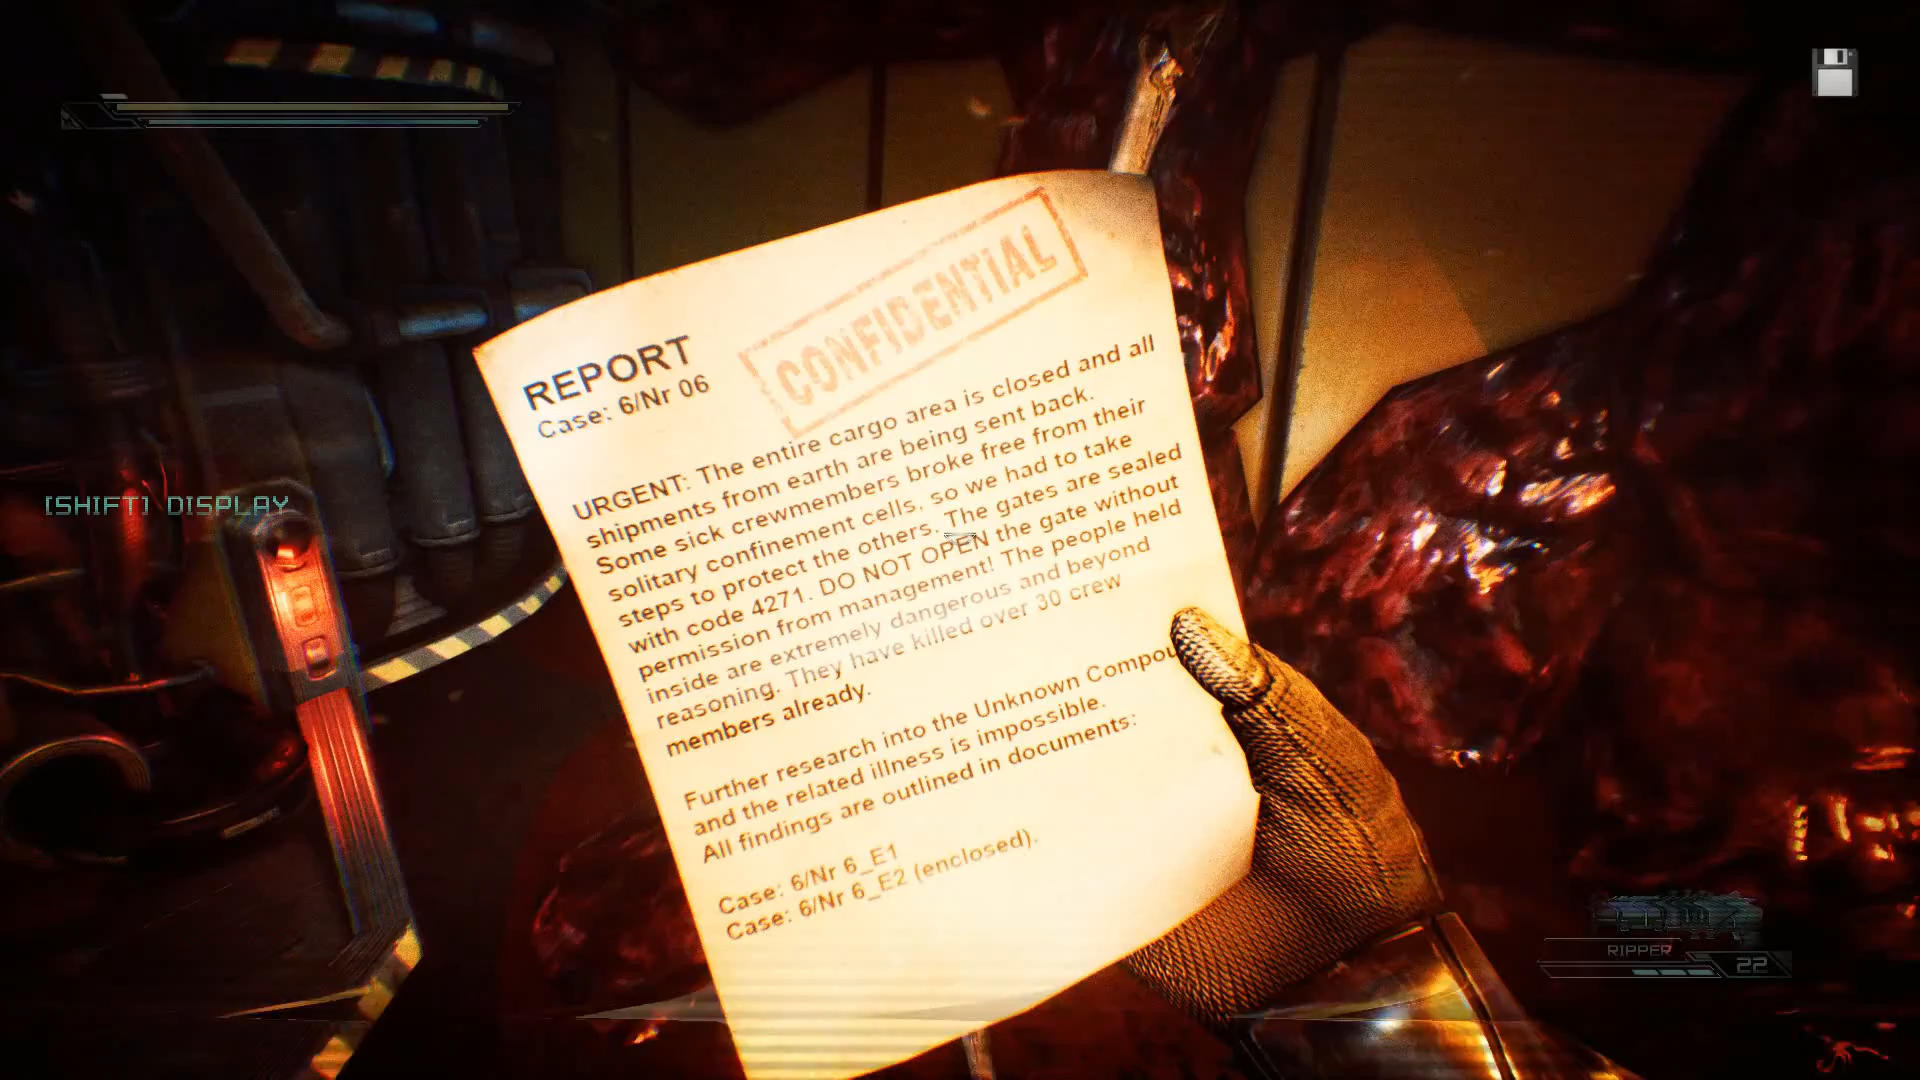 [SHIFT] DISPLAY
CONFIDENTIAL
REPORT
Case: 6/Nr 06
URGENT: The entire cargo area is closed and all
shipments from earth are being sent back.
Some sick crewmembers broke free from their
solitary confinement cells, so we had to take
steps to protect the others. The gates are sealed
with code 4271. DO NOT OPEN the gate without
permission from management! The people held
inside are extremely dangerous and beyond
reasoning. They have killed over 30 crew
members already.
Further research into the Unknown Compou
and the related illness is impossible.
All findings are outlined in documents:
Case: 6/Nr 6_E1
Case: 6/Nr 6_E2 (enclosed).
RIPPER
22